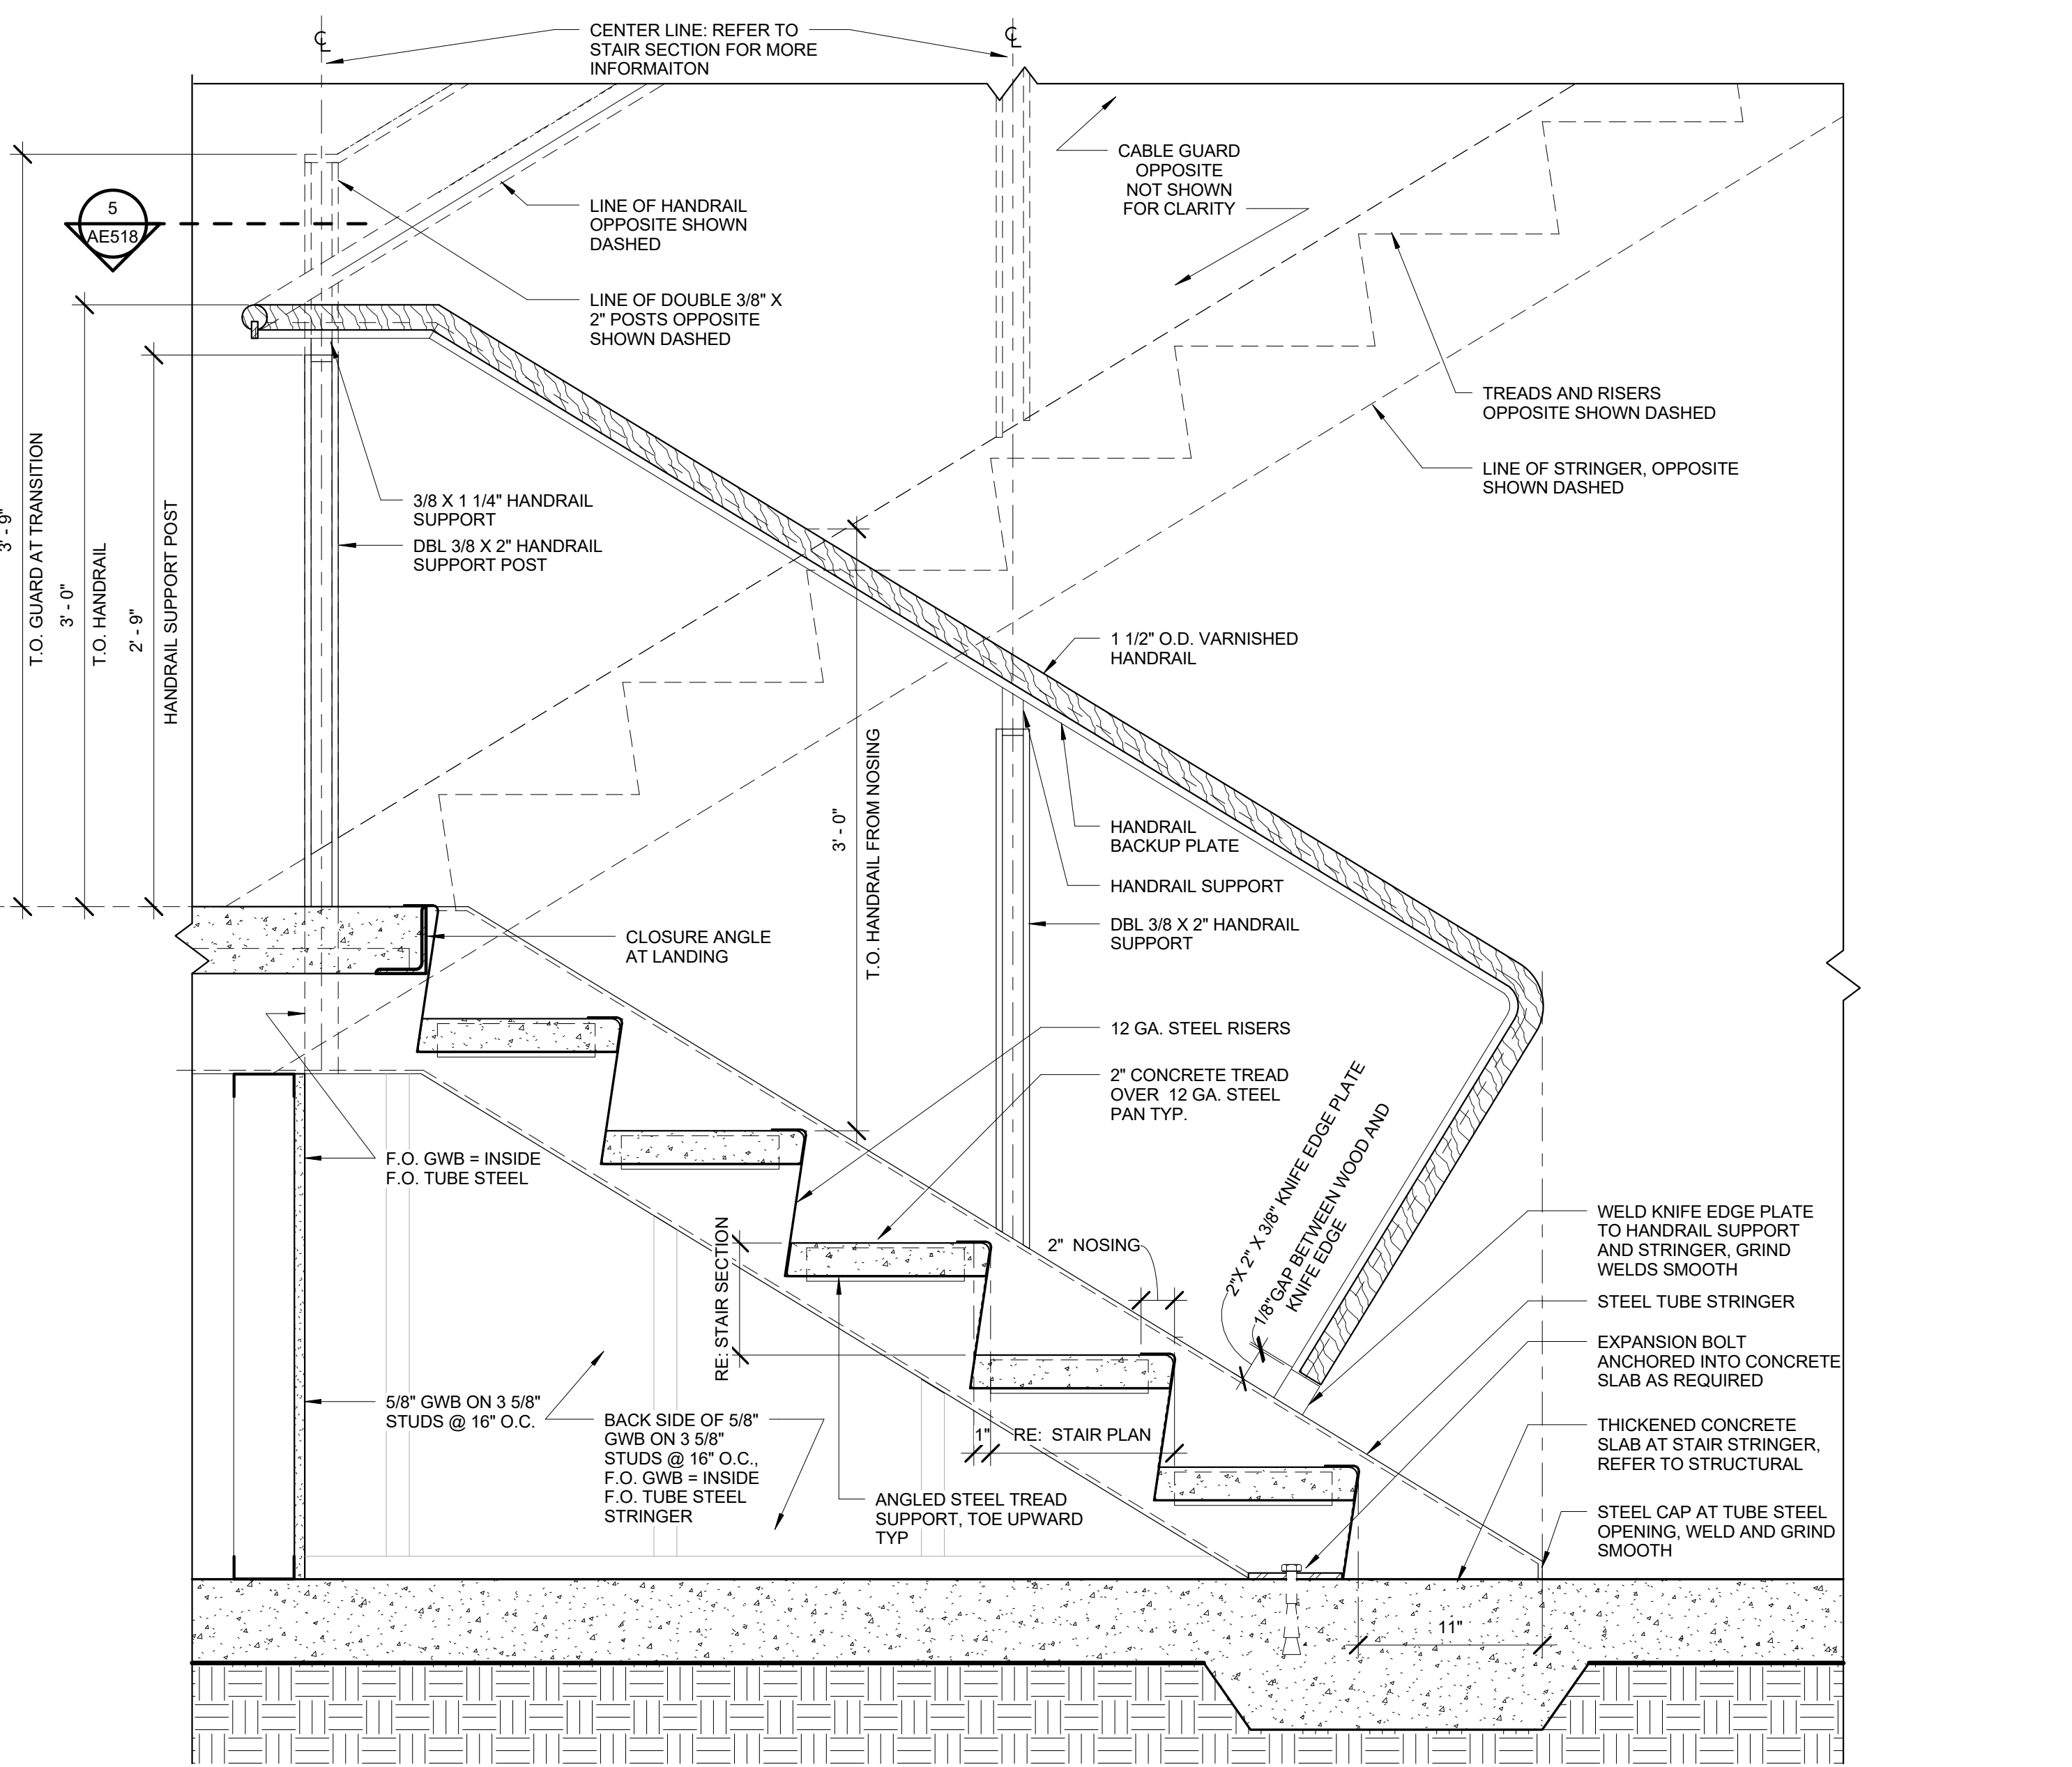 CENTER LINE: REFER TO
STAIR SECTION FOR MORE
INFORMAITON
CABLE GUARD
OPPOSITE
NOT SHOWN
FOR CLARITY
5
AE518
LINE OF HANDRAIL
OPPOSITE SHOWN
DASHED
LINE OF DOUBLE 3/8" X
2" POSTS OPPOSITE
SHOWN DASHED
TREADS AND RISERS
OPPOSITE SHOWN DASHED
LINE OF STRINGER, OPPOSITE
SHOWN DASHED
3' - 9"
T.O. GUARD AT TRANSITION
3' - 0"
T.O. HANDRAIL
2' - 9"
HANDRAIL SUPPORT POST
3/8 X 1 1/4" HANDRAIL
SUPPORT
DBL 3/8 X 2" HANDRAIL
SUPPORT POST
1 1/2" O.D. VARNISHED
HANDRAIL
3' - 0"
T.O. HANDRAIL FROM NOSING
HANDRAIL
BACKUP PLATE
HANDRAIL SUPPORT
DBL 3/8 X 2" HANDRAIL
SUPPORT
CLOSURE ANGLE
AT LANDING
12 GA. STEEL RISERS
2" CONCRETE TREAD
OVER 12 GA. STEEL
PAN TYP.
F.O. GWB = INSIDE
F.O. TUBE STEEL
2"X 2" X 3/8" KNIFE EDGE PLATE
1/8"GAP BETWEEN WOOD AND
KNIFE EDGE
RE: STAIR SECTION
2" NOSING
WELD KNIFE EDGE PLATE
TO HANDRAIL SUPPORT
AND STRINGER, GRIND
WELDS SMOOTH
STEEL TUBE STRINGER
EXPANSION BOLT
ANCHORED INTO CONCRETE
SLAB AS REQUIRED
5/8" GWB ON 3 5/8"
STUDS @ 16" O.C.
BACK SIDE OF 5/8"
GWB ON 3 5/8"
STUDS @ 16" O.C.,
F.O. GWB = INSIDE
F.O. TUBE STEEL
STRINGER
1"
RE: STAIR PLAN
THICKENED CONCRETE
SLAB AT STAIR STRINGER,
REFER TO STRUCTURAL
ANGLED STEEL TREAD
SUPPORT, TOE UPWARD
TYP
STEEL CAP AT TUBE STEEL
OPENING, WELD AND GRIND
SMOOTH
11"